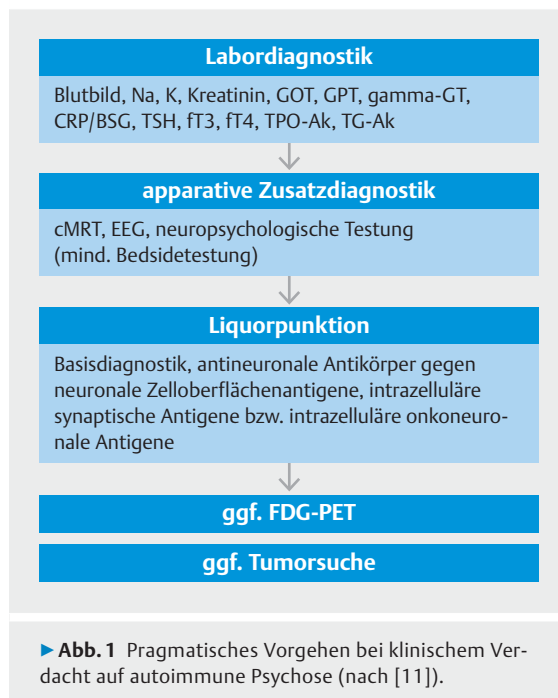 Labordiagnostik
Blutbild, Na, K, Kreatinin, GOT, GPT, gamma-GT,
CRP/BSG, TSH, fT3, fT4, TPO-Ak, TG-Ak
apparative Zusatzdiagnostik
cMRT, EEG, neuropsychologische Testung
(mind. Bedsidetestung)
Liquorpunktion
Basisdiagnostik, antineuronale Antikörper gegen
neuronale Zelloberflächenantigene, intrazelluläre
synaptische Antigene bzw. intrazelluläre onkoneuro-
nale Antigene
ggf. FDG-PET
ggf. Tumorsuche
▶ Abb. 1 Pragmatisches Vorgehen bei klinischem Ver-
dacht auf autoimmune Psychose (nach [11]).